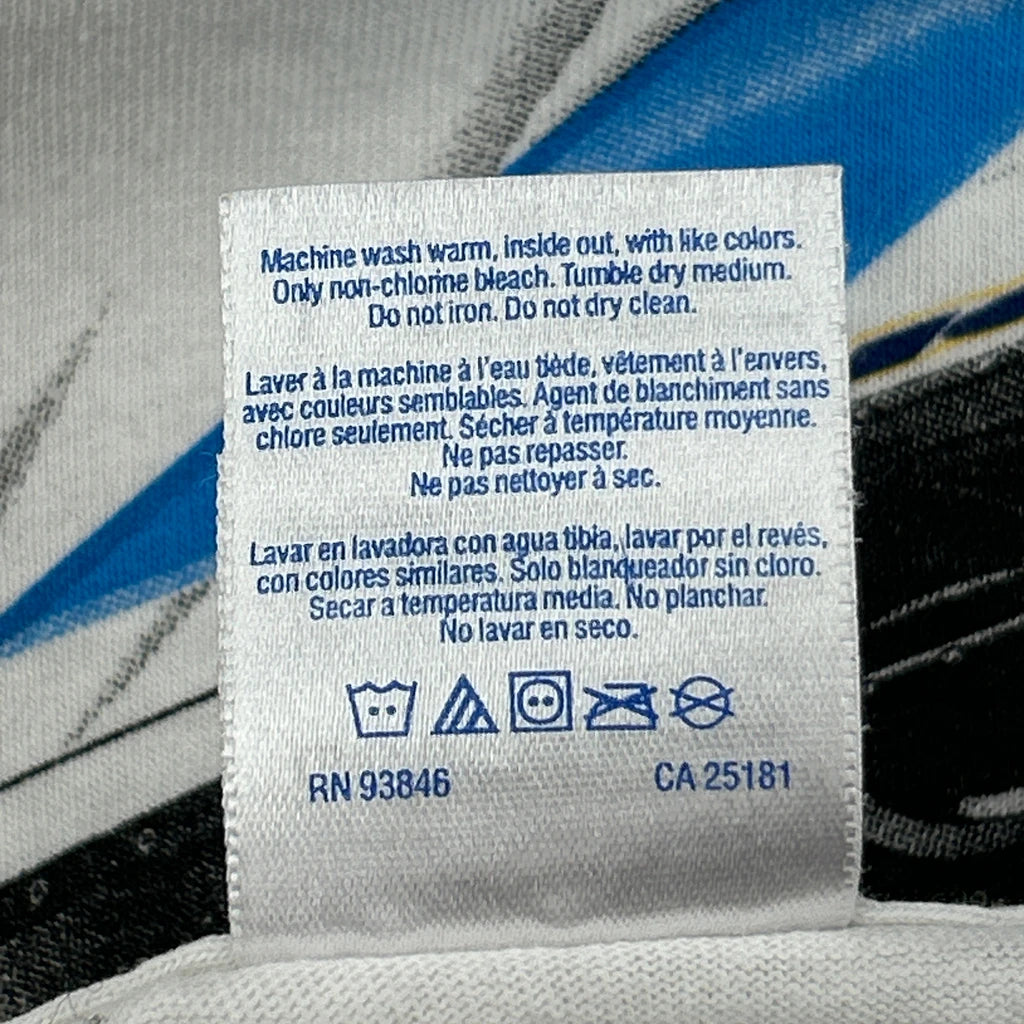 Machine wash warm, inside out, with like colors.
Only non-chlorine bleach. Tumble dry medium.
Do not iron. Do not dry clean.
Laver à la machine à l'eau tiède, vêtement à l'envers,
avec couleurs semblables. Agent de blanchiment sans
chlore seulement. Sécher à température moyenne.
Ne pas repasser.
Ne pas nettoyer à sec.
Lavar en lavadora con agua tibia, lavar por el revés,
con colores similares. Solo blanqueador sin cloro.
Secar a temperatura media. No planchar.
No lavar en seco.
RN 93846 CA 25181